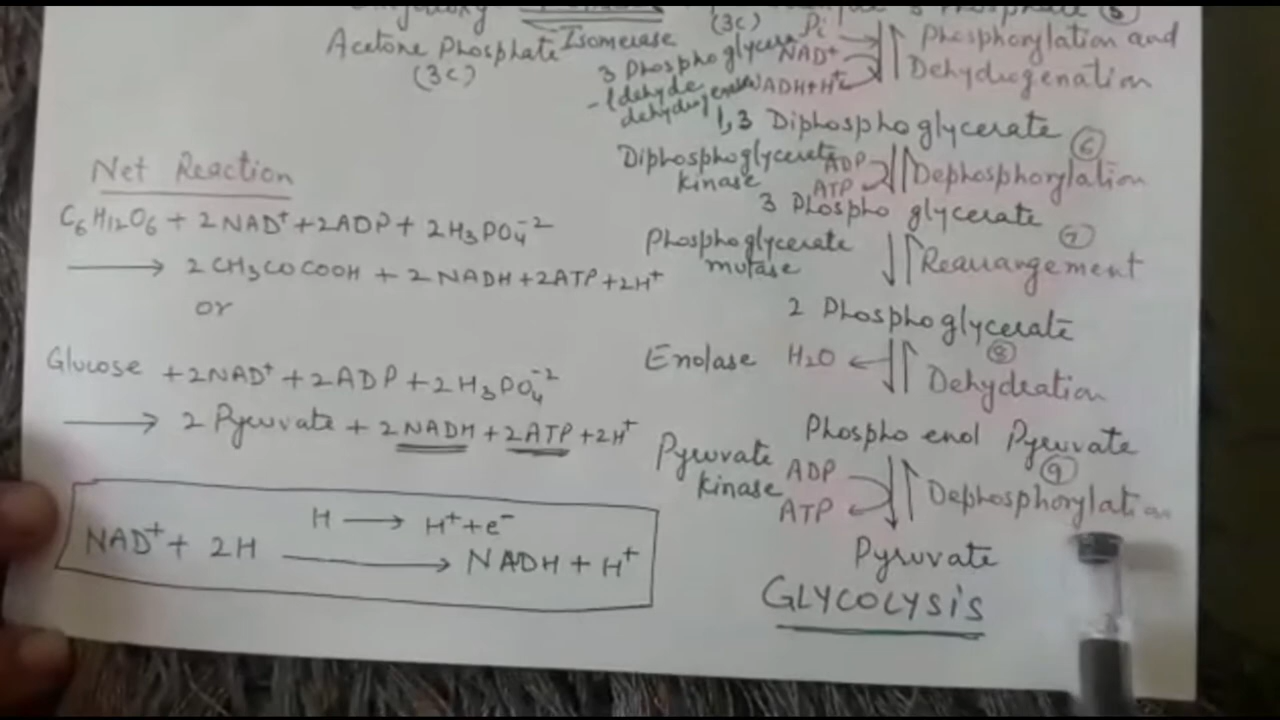 Acetone Phosphate Isomerase
(3c)
(3c)
Pi
Phosphorylation and
3 Phosphoglycera
NAD⁺
Dehydrogenation
-ldehyde
NADH+H⁺
dehydrogenase
1,3 Diphosphoglycerate
⑥
Diphosphoglycerate
kinase
ADP
ATP
Dephosphorylation
3 Phospho glycerate
⑦
Phosphoglycerate
mutase
Rearrangement
2 Phosphoglycerate
⑧
Enolase H₂O
Dehydration
Phospho enol Pyruvate
⑨
Pyruvate
kinase
ADP
ATP
Dephosphorylation
Pyruvate
GLYCOLYSIS
Net Reaction
C₆H₁₂O₆ + 2NAD⁺ + 2ADP + 2H₃PO₄⁻²
⟶ 2CH₃COCOOH + 2NADH + 2ATP + 2H⁺
or
Glucose + 2NAD⁺ + 2ADP + 2H₃PO₄⁻²
⟶ 2 Pyruvate + 2NADH + 2ATP + 2H⁺
H ⟶ H⁺ + e⁻
NAD⁺ + 2H ⟶ NADH + H⁺